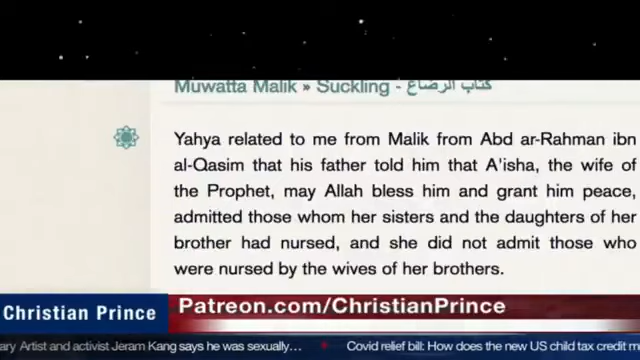 Muwatta Malik » Suckling - كتاب الرضاع
Yahya related to me from Malik from Abd ar-Rahman ibn
al-Qasim that his father told him that A'isha, the wife of
the Prophet, may Allah bless him and grant him peace,
admitted those whom her sisters and the daughters of her
brother had nursed, and she did not admit those who
were nursed by the wives of her brothers.
Christian Prince
Patreon.com/ChristianPrince
ary Artist and activist Jeram Kang says he was sexually... • Covid relief bill: How does the new US child tax credit m